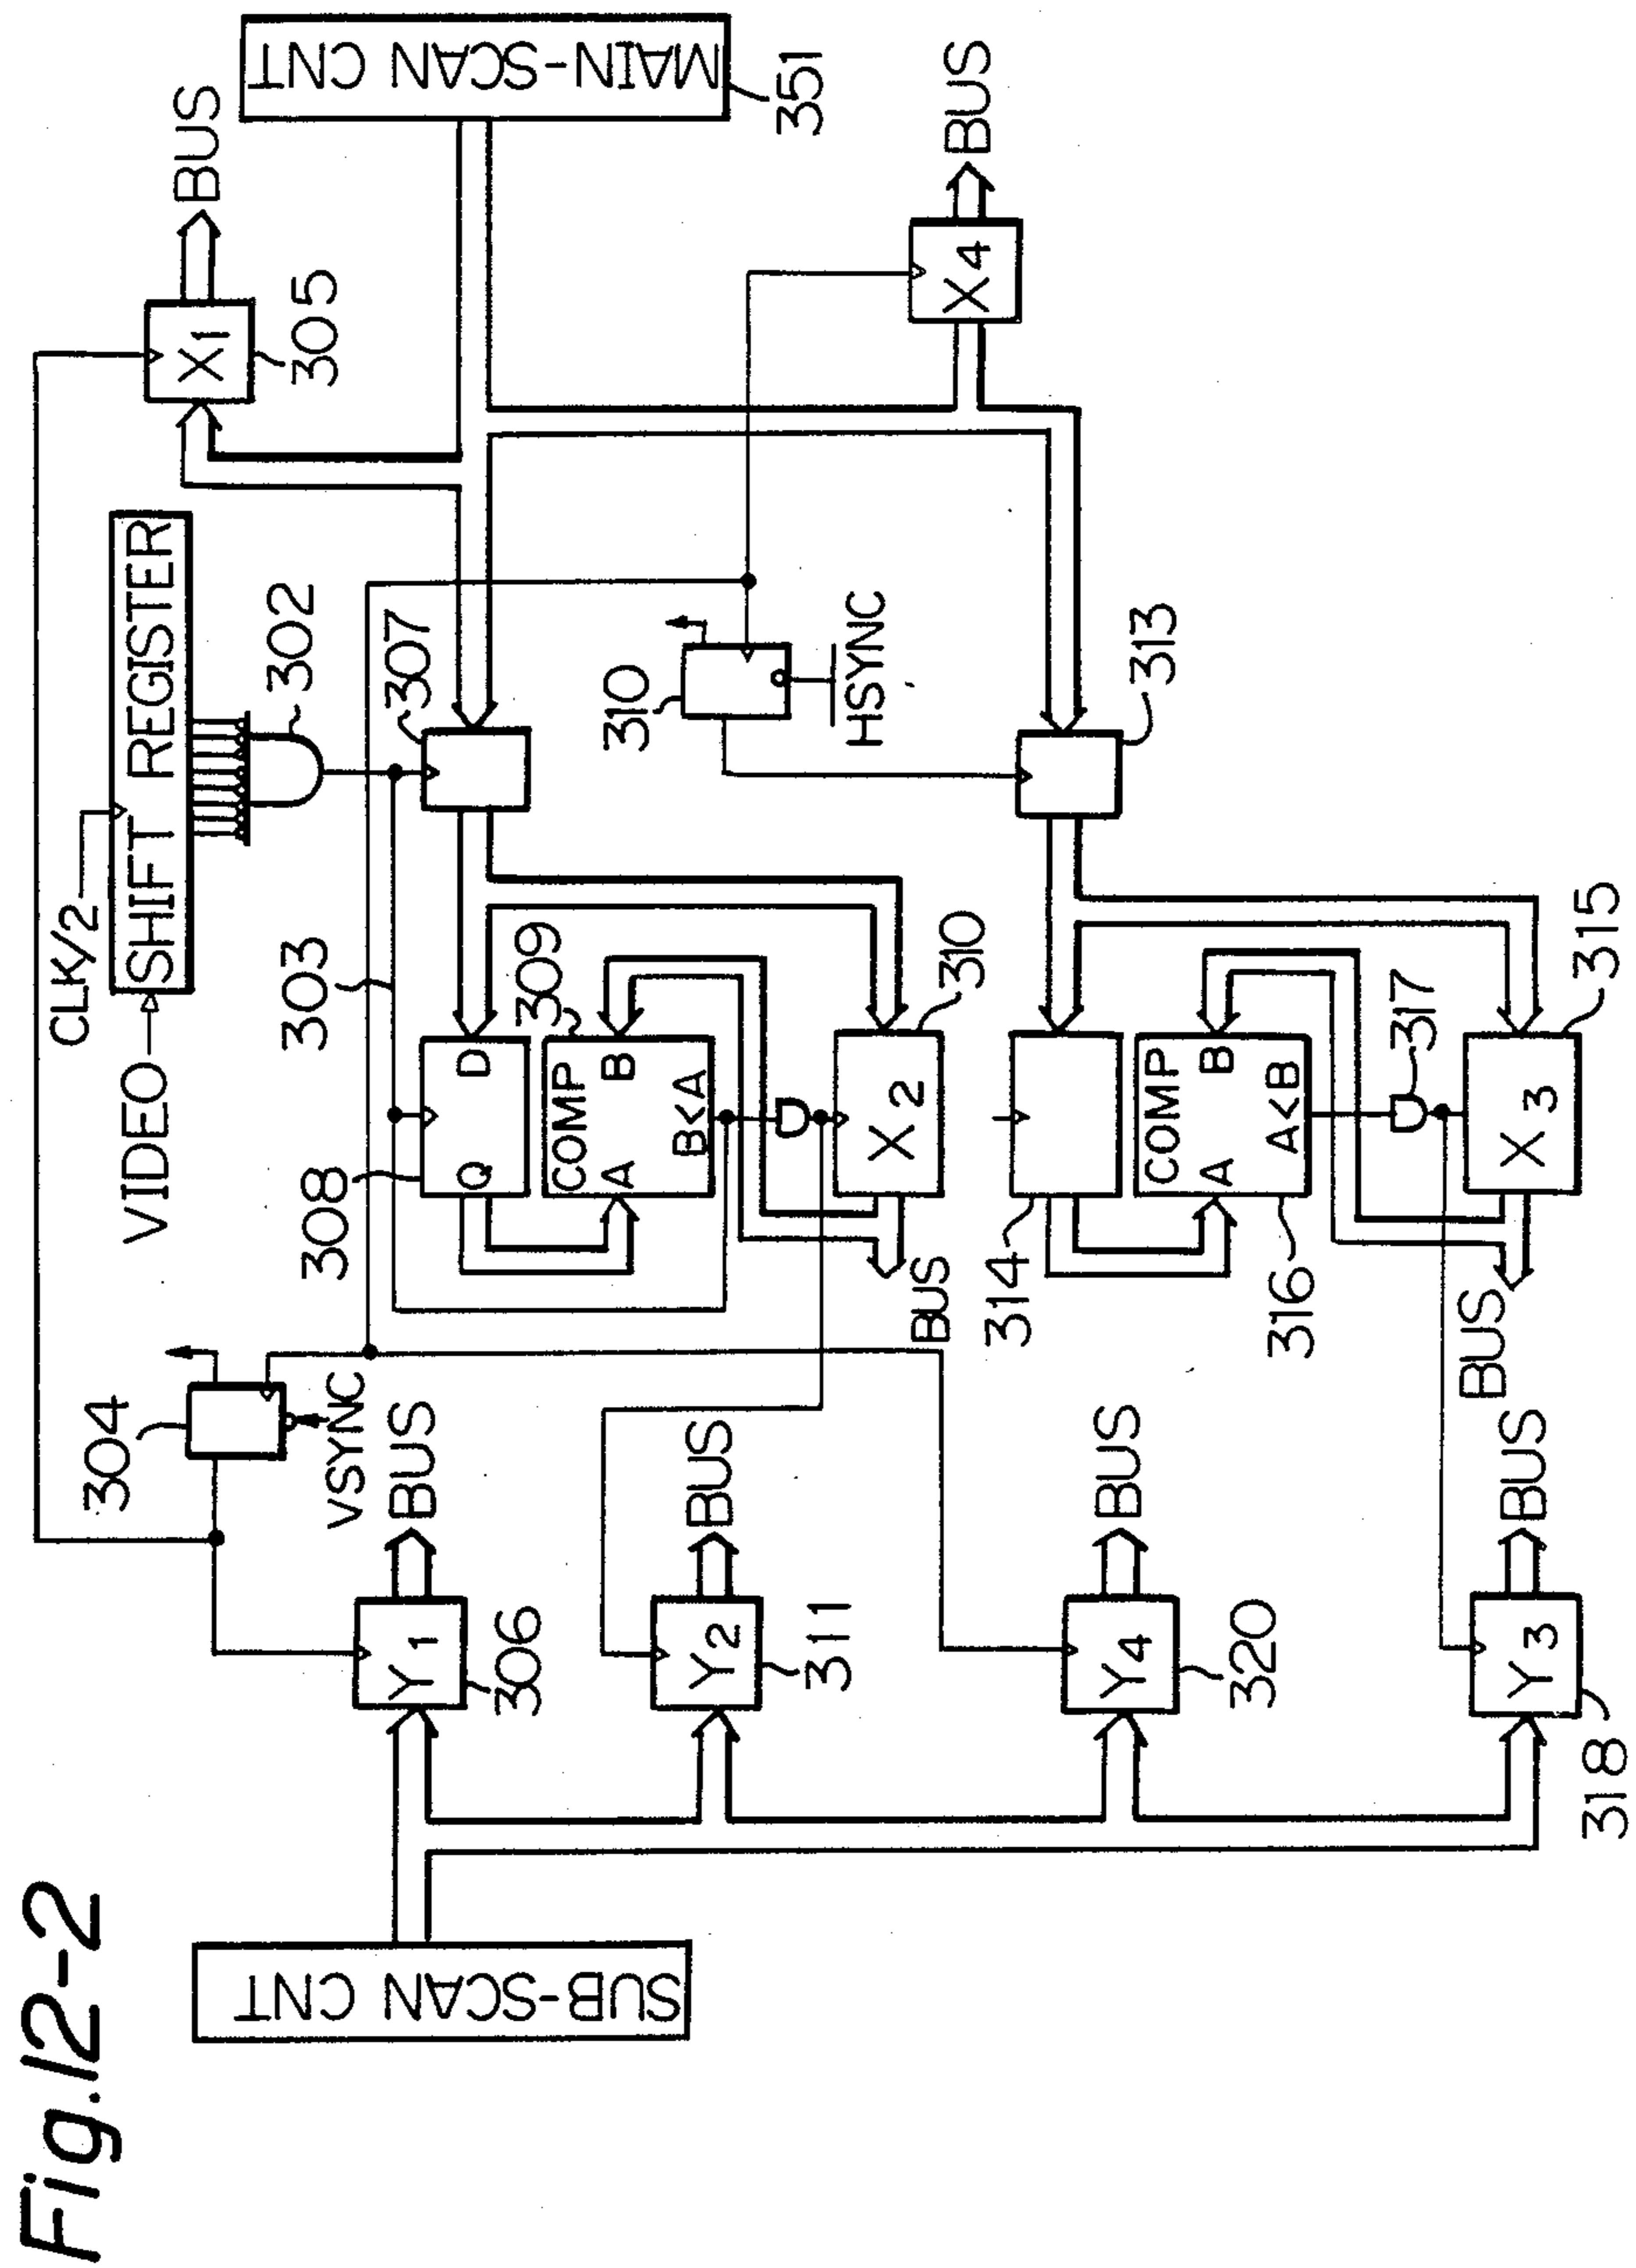 Fig.12-2
SUB-SCAN CNT
MAIN-SCAN CNT
351
VIDEO
CLK/2
SHIFT REGISTER
302
303
304
VSYNC
X1
305
BUS
Y1
306
BUS
307
308
D
Q
309
COMP
A
B
B<A
X2
310
BUS
Y2
311
BUS
310
HSYNC
X4
BUS
Y4
320
BUS
313
314
COMP
A
B
A<B
316
317
X3
315
BUS
Y3
318
BUS